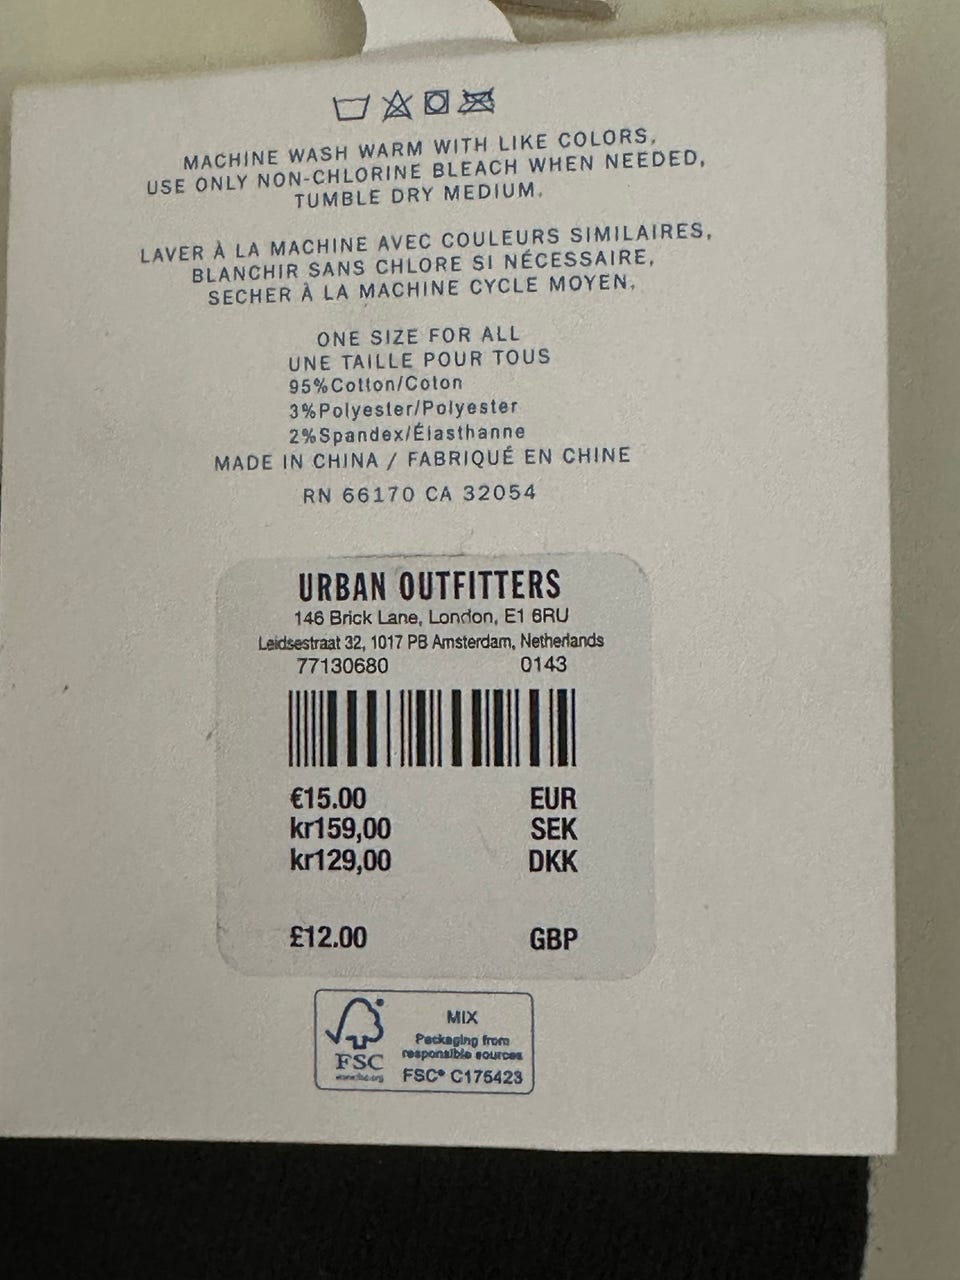 MACHINE WASH WARM WITH LIKE COLORS,
USE ONLY NON-CHLORINE BLEACH WHEN NEEDED,
TUMBLE DRY MEDIUM.
LAVER À LA MACHINE AVEC COULEURS SIMILAIRES,
BLANCHIR SANS CHLORE SI NÉCESSAIRE,
SECHER À LA MACHINE CYCLE MOYEN.
ONE SIZE FOR ALL
UNE TAILLE POUR TOUS
95%Cotton/Coton
3%Polyester/Polyester
2%Spandex/Élasthanne
MADE IN CHINA / FABRIQUÉ EN CHINE
RN 66170 CA 32054
URBAN OUTFITTERS
146 Brick Lane, London, E1 6RU
Leidsestraat 32, 1017 PB Amsterdam, Netherlands
77130680 0143
€15.00 EUR
kr159,00 SEK
kr129,00 DKK
£12.00 GBP
MIX
Packaging from
responsible sources
FSC® C175423
FSC
www.fsc.org